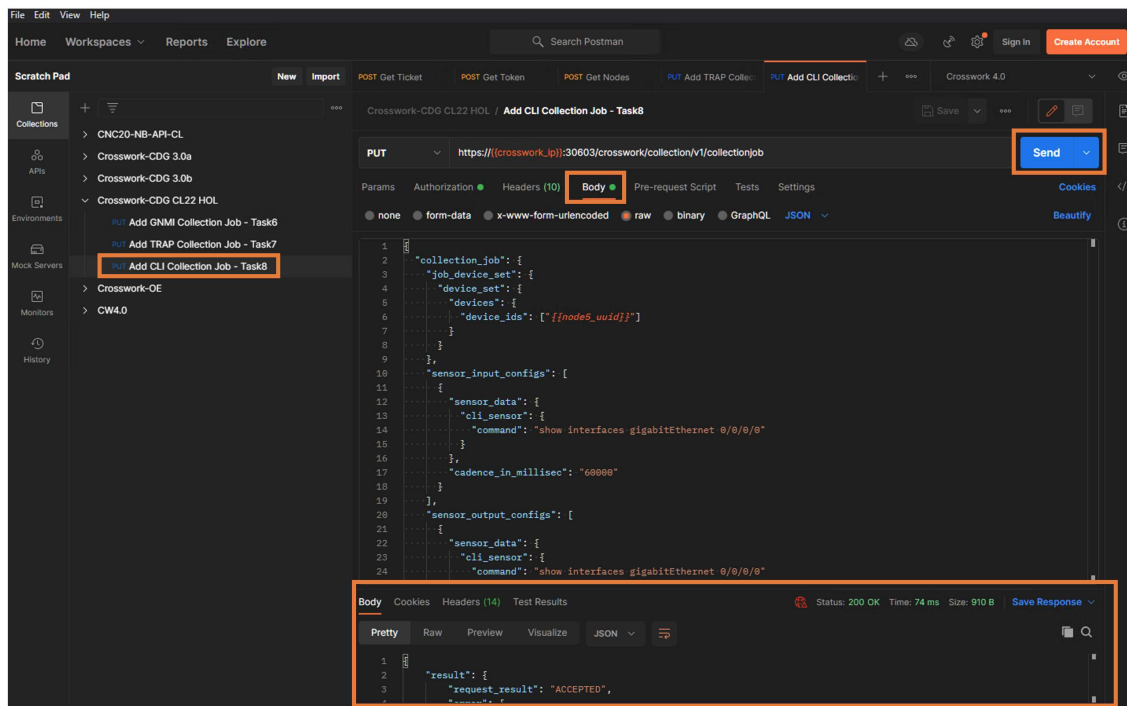 File Edit View Help
Home Workspaces Reports Explore Search Postman Sign In Create Account
Scratch Pad New Import
POST Get Ticket POST Get Token POST Get Nodes PUT Add TRAP Collec PUT Add CLI Collectio + ooo Crosswork 4.0
Collections
APIs
Environments
Mock Servers
Monitors
History
+ ooo
> CNC20-NB-API-CL
> Crosswork-CDG 3.0a
> Crosswork-CDG 3.0b
Crosswork-CDG CL22 HOL
PUT Add GNMI Collection Job - Task6
PUT Add TRAP Collection Job - Task7
PUT Add CLI Collection Job - Task8
> Crosswork-OE
> CW4.0
Crosswork-CDG CL22 HOL / Add CLI Collection Job - Task8 Save ooo
PUT https://{{crosswork_ip}}:30603/crosswork/collection/v1/collectionjob Send
Params Authorization Headers (10) Body Pre-request Script Tests Settings Cookies
none form-data x-www-form-urlencoded raw binary GraphQL JSON Beautify
1 {
2 "collection_job": {
3 "job_device_set": {
4 "device_set": {
5 "devices": {
6 "device_ids": ["{{node5_uuid}}"]
7 }
8 }
9 },
10 "sensor_input_configs": [
11 {
12 "sensor_data": {
13 "cli_sensor": {
14 "command": "show interfaces gigabitEthernet 0/0/0/0"
15 }
16 },
17 "cadence_in_millisec": "60000"
18 }
19 ],
20 "sensor_output_configs": [
21 {
22 "sensor_data": {
23 "cli_sensor": {
24 "command": "show interfaces gigabitEthernet 0/0/0/0"
Body Cookies Headers (14) Test Results Status: 200 OK Time: 74 ms Size: 910 B Save Response
Pretty Raw Preview Visualize JSON
1 {
2 "result": {
3 "request_result": "ACCEPTED",